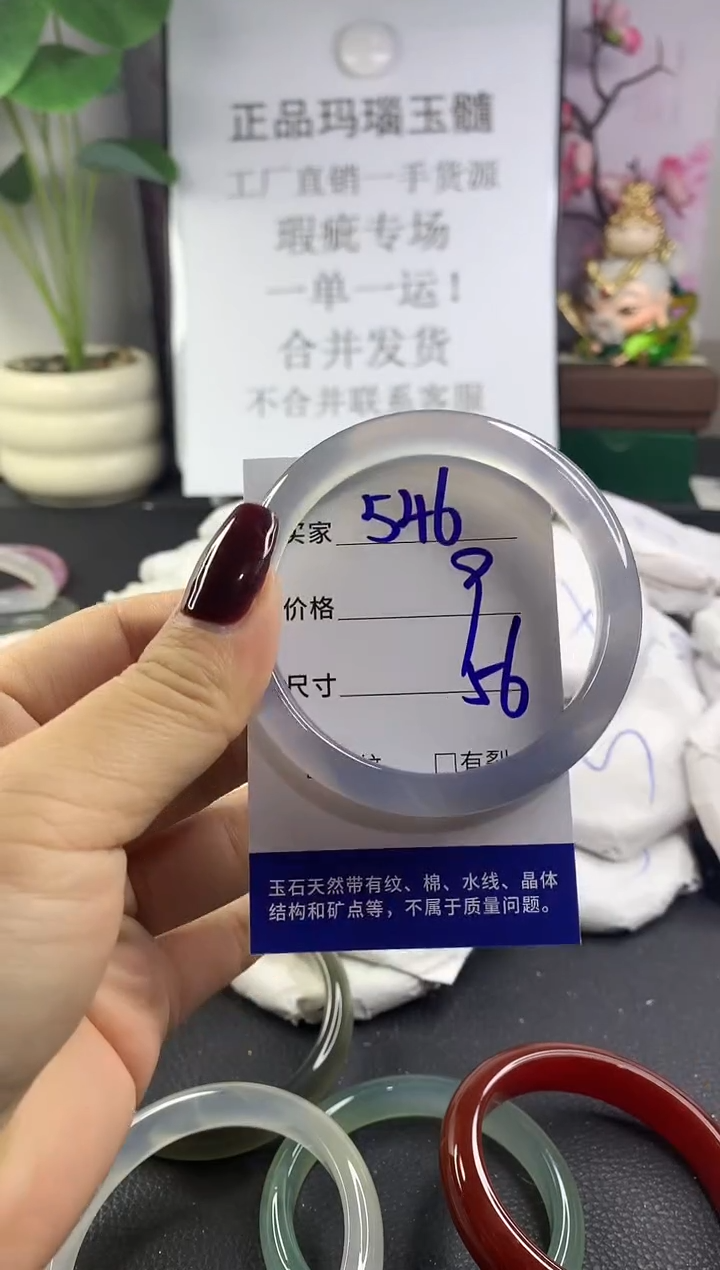 正品玛瑙玉髓
工厂直销一手货源
瑕疵专场
一单一运！
合并发货
不合并联系客服
买家 546
价格
尺寸 56
纹 □有裂
玉石天然带有纹、棉、水线、晶体
结构和矿点等，不属于质量问题。